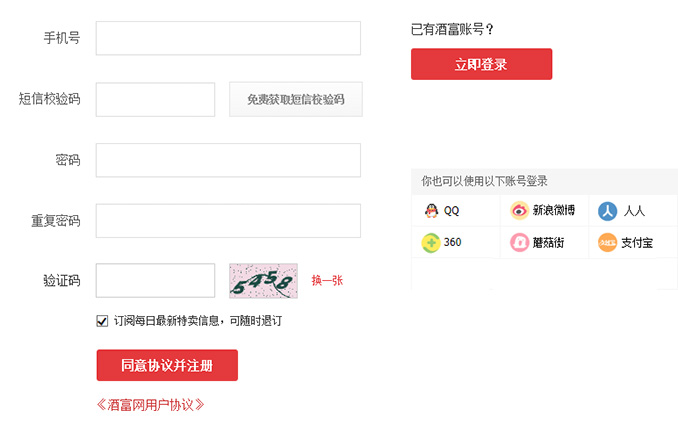 手机号
短信校验码
免费获取短信校验码
密码
重复密码
验证码
5458
换一张
订阅每日最新特卖信息，可随时退订
同意协议并注册
《酒富网用户协议》
已有酒富账号？
立即登录
你也可以使用以下账号登录
QQ 新浪微博 人人
360 蘑菇街 支付宝